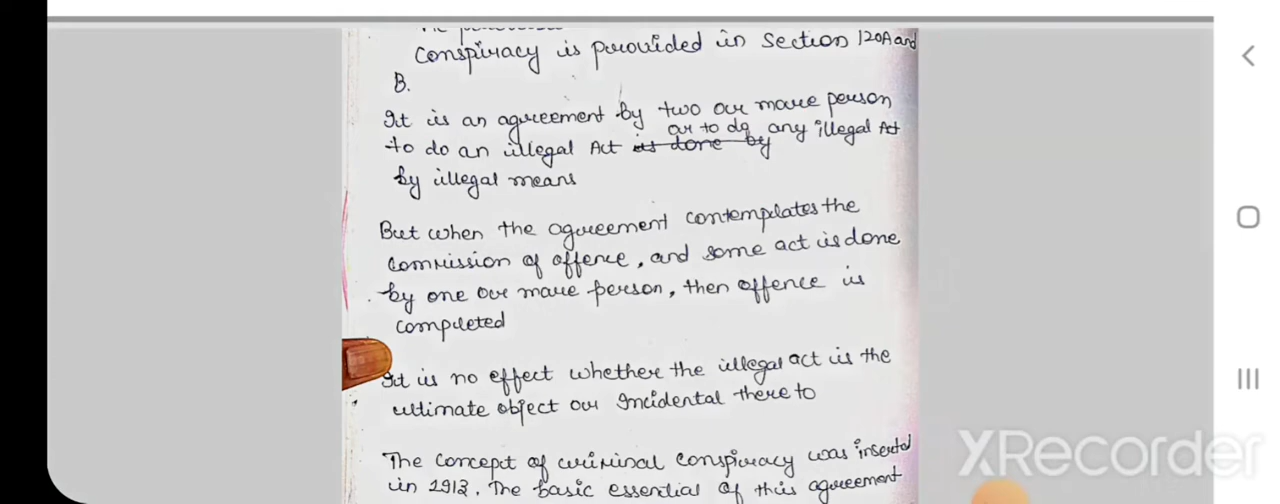 Conspiracy is provided in Section 120A and
B.
It is an agreement by two or more person
or to do
to do an illegal Act is done by any illegal Act
by illegal means
But when the agreement contemplates the
commission of offence, and some act is done
by one or more person, then offence is
completed
It is no effect whether the illegal act is the
ultimate object or incidental there to
The concept of criminal conspiracy was inserted
in 1913. The basic essential of this agreement
XRecorder